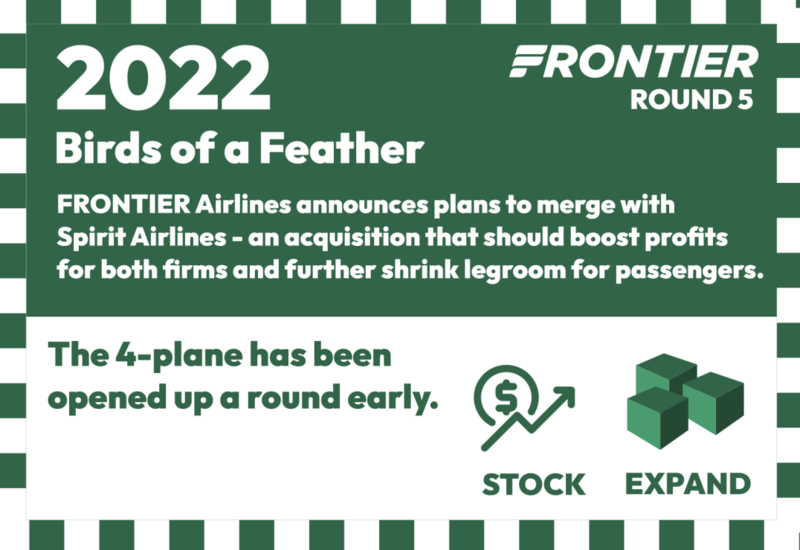 2022
FRONTIER
ROUND 5
Birds of a Feather
FRONTIER Airlines announces plans to merge with
Spirit Airlines - an acquisition that should boost profits
for both firms and further shrink legroom for passengers.
The 4-plane has been
opened up a round early.
$
STOCK
EXPAND